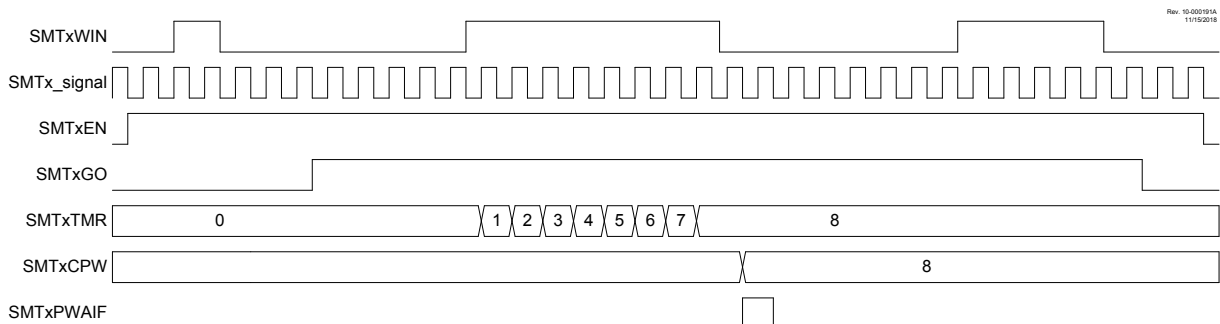 Rev. 10-000191A
11/15/2018
SMTxWIN
SMTx_signal
SMTxEN
SMTxGO
SMTxTMR 0 1 2 3 4 5 6 7 8
SMTxCPW 8
SMTxPWAIF